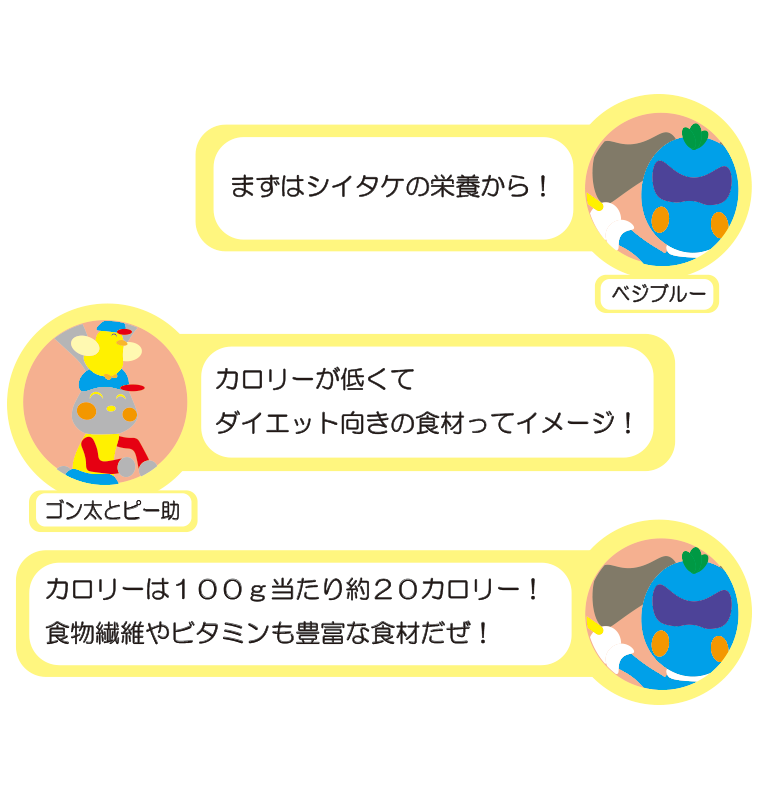 まずはシイタケの栄養から！
ベジブルー
カロリーが低くて
ダイエット向きの食材ってイメージ！
ゴン太とピー助
カロリーは１００ｇ当たり約２０カロリー！
食物繊維やビタミンも豊富な食材だぜ！